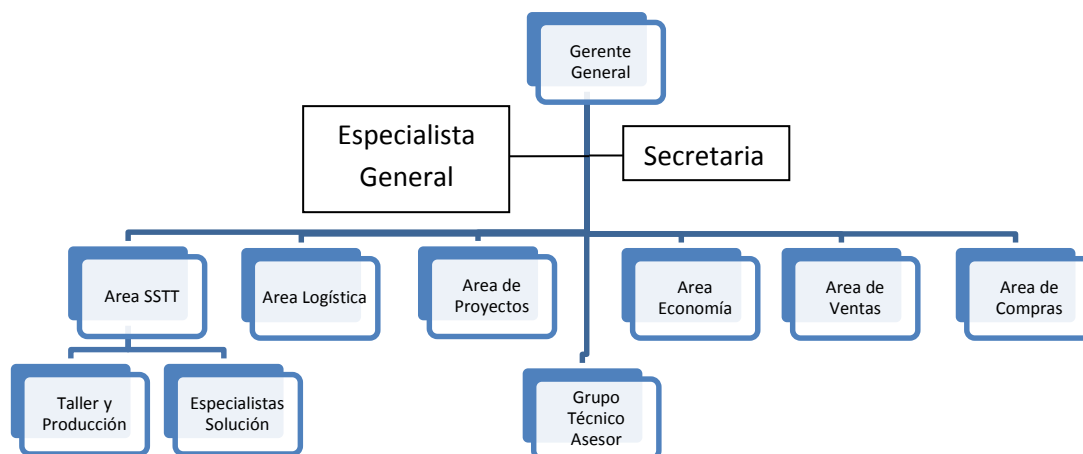 Gerente
General
Especialista
General
Secretaria
Area SSTT
Area Logística
Area de
Proyectos
Area
Economía
Area de
Ventas
Area de
Compras
Taller y
Producción
Especialistas
Solución
Grupo
Técnico
Asesor